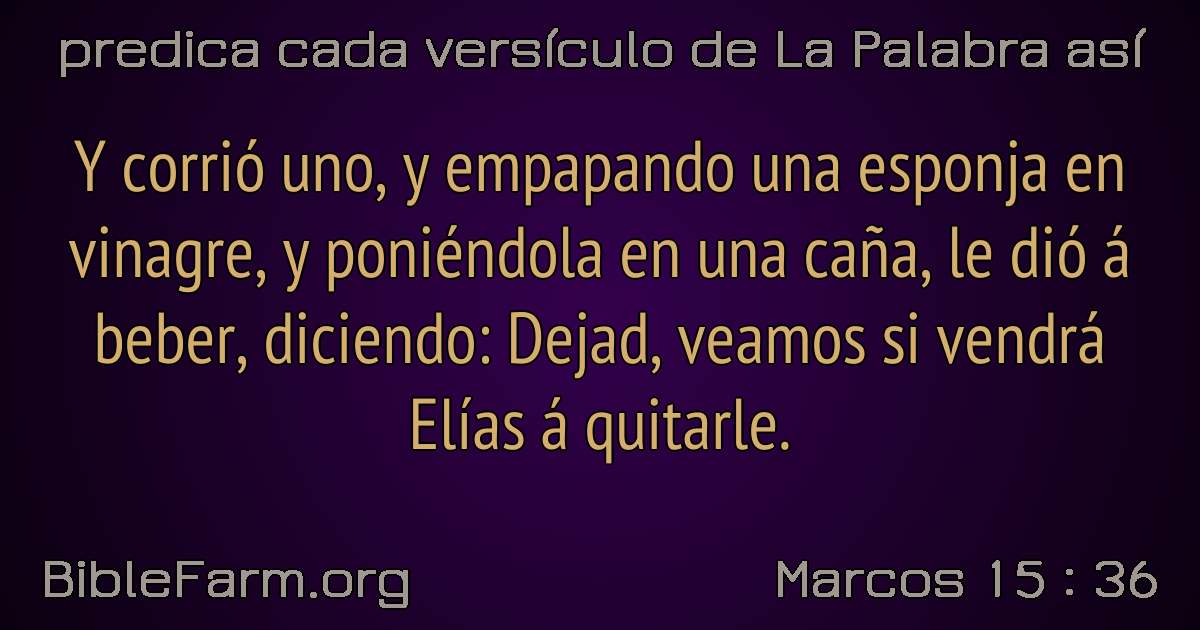 predica cada versículo de La Palabra así
Y corrió uno, y empapando una esponja en
vinagre, y poniéndola en una caña, le dió á
beber, diciendo: Dejad, veamos si vendrá
Elías á quitarle.
BibleFarm.org
Marcos 15 : 36